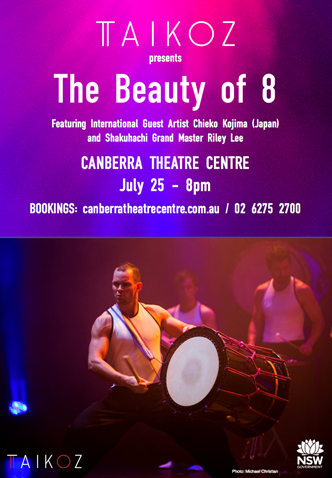 TAIKOZ
presents
The Beauty of 8
Featuring International Guest Artist Chieko Kojima (Japan)
and Shakuhachi Grand Master Riley Lee
CANBERRA THEATRE CENTRE
July 25 - 8pm
BOOKINGS: canberratheatrecentre.com.au / 02 6275 2700
TAIKOZ
NSW
GOVERNMENT
Photo: Michael Christian